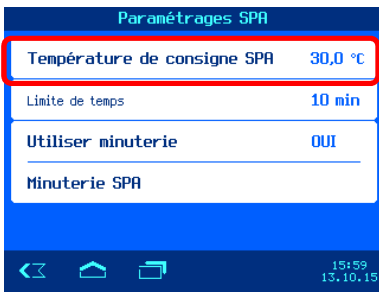 Paramétrages SPA
Température de consigne SPA 30,0 °C
Limite de temps 10 min
Utiliser minuterie OUI
Minuterie SPA
15:59
13.10.15